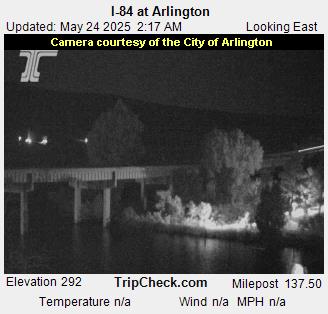 I-84 at Arlington
Updated: May 24 2025 2:17 AM Looking East
Camera courtesy of the City of Arlington
Elevation 292 TripCheck.com Milepost 137.50
Temperature n/a Wind n/a MPH n/a